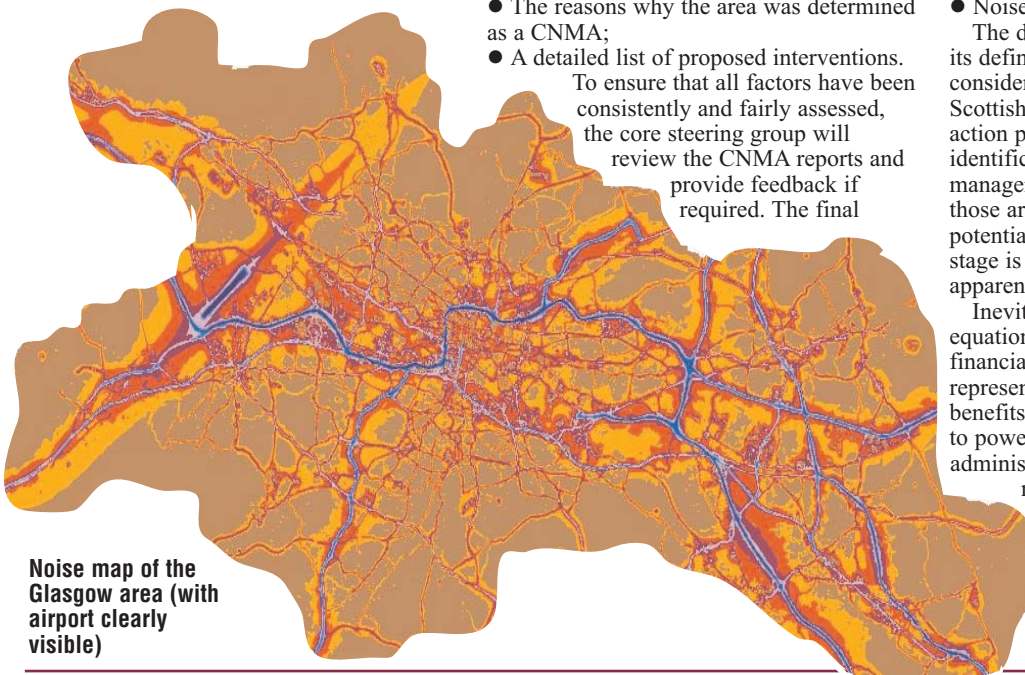 ● The reasons why the area was determined
as a CNMA;
● A detailed list of proposed interventions.
To ensure that all factors have been
consistently and fairly assessed,
the core steering group will
review the CNMA reports and
provide feedback if
required. The final
● Noise
The d
its defin
consider
Scottish
action p
identific
manage
those ar
potentia
stage is
apparen
Inevit
equation
financia
represen
benefits
to powe
adminis
Noise map of the
Glasgow area (with
airport clearly
visible)